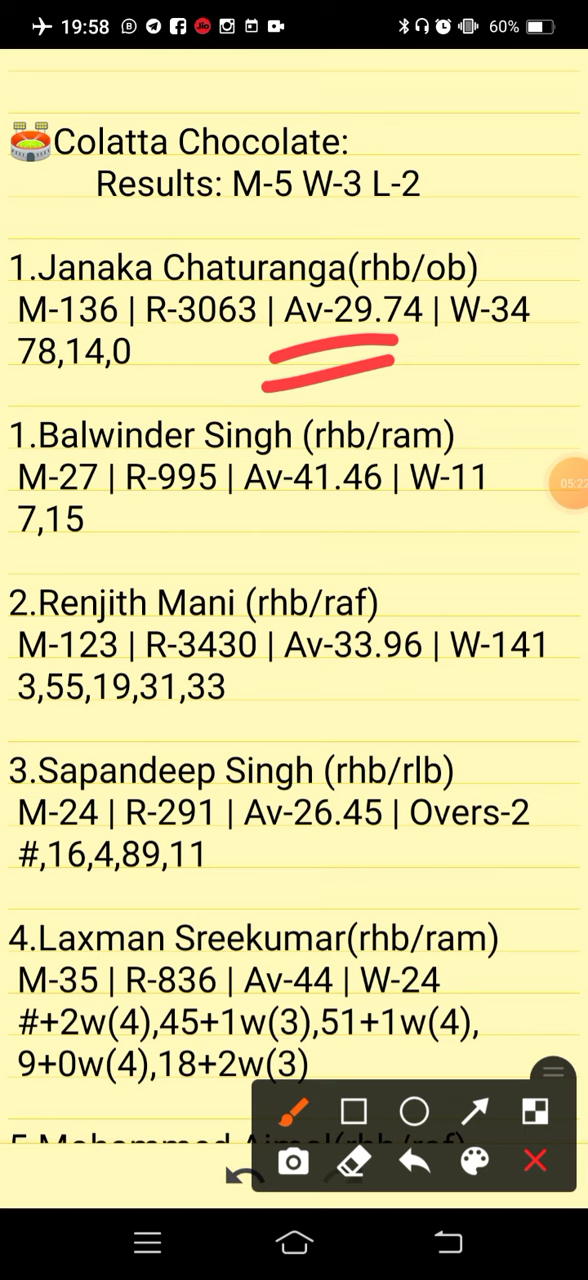 19:58
60%
Colatta Chocolate:
Results: M-5 W-3 L-2
1.Janaka Chaturanga(rhb/ob)
M-136 | R-3063 | Av-29.74 | W-34
78,14,0
1.Balwinder Singh (rhb/ram)
M-27 | R-995 | Av-41.46 | W-11
7,15
05:22
2.Renjith Mani (rhb/raf)
M-123 | R-3430 | Av-33.96 | W-141
3,55,19,31,33
3.Sapandeep Singh (rhb/rlb)
M-24 | R-291 | Av-26.45 | Overs-2
#,16,4,89,11
4.Laxman Sreekumar(rhb/ram)
M-35 | R-836 | Av-44 | W-24
#+2w(4),45+1w(3),51+1w(4),
9+0w(4),18+2w(3)